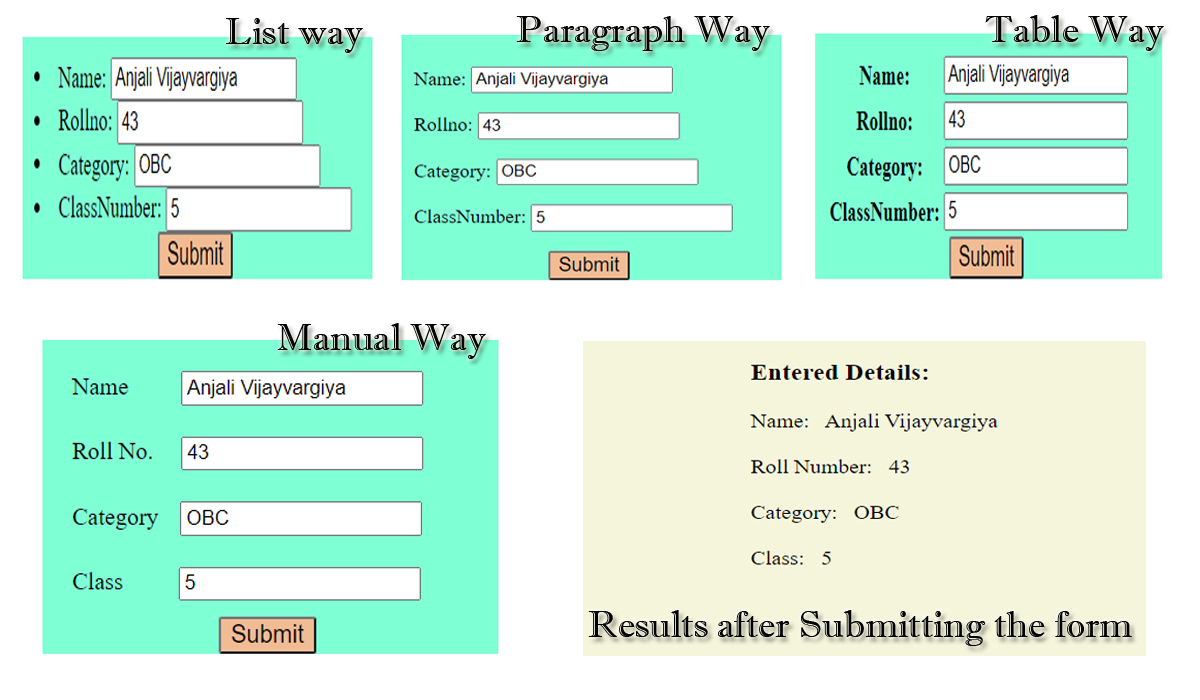 List way
• Name: Anjali Vijayvargiya
• Rollno: 43
• Category: OBC
• ClassNumber: 5
Submit
Paragraph Way
Name: Anjali Vijayvargiya
Rollno: 43
Category: OBC
ClassNumber: 5
Submit
Table Way
Name: Anjali Vijayvargiya
Rollno: 43
Category: OBC
ClassNumber: 5
Submit
Manual Way
Name Anjali Vijayvargiya
Roll No. 43
Category OBC
Class 5
Submit
Entered Details:
Name: Anjali Vijayvargiya
Roll Number: 43
Category: OBC
Class: 5
Results after Submitting the form